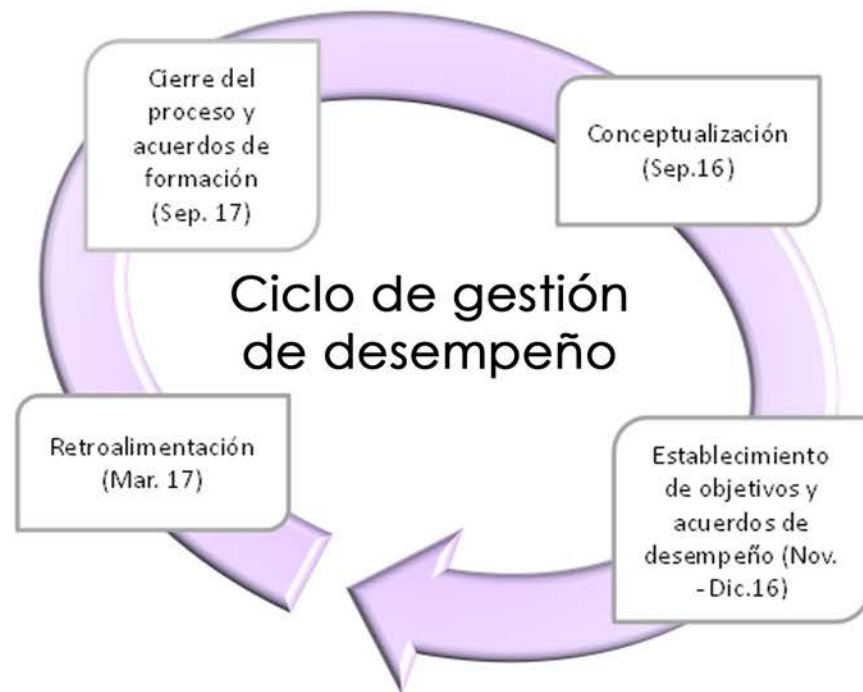 Cierre del
proceso y
acuerdos de
formación
(Sep. 17)
Conceptualización
(Sep.16)
Ciclo de gestión
de desempeño
Retroalimentación
(Mar. 17)
Establecimiento
de objetivos y
acuerdos de
desempeño (Nov.
-Dic.16)